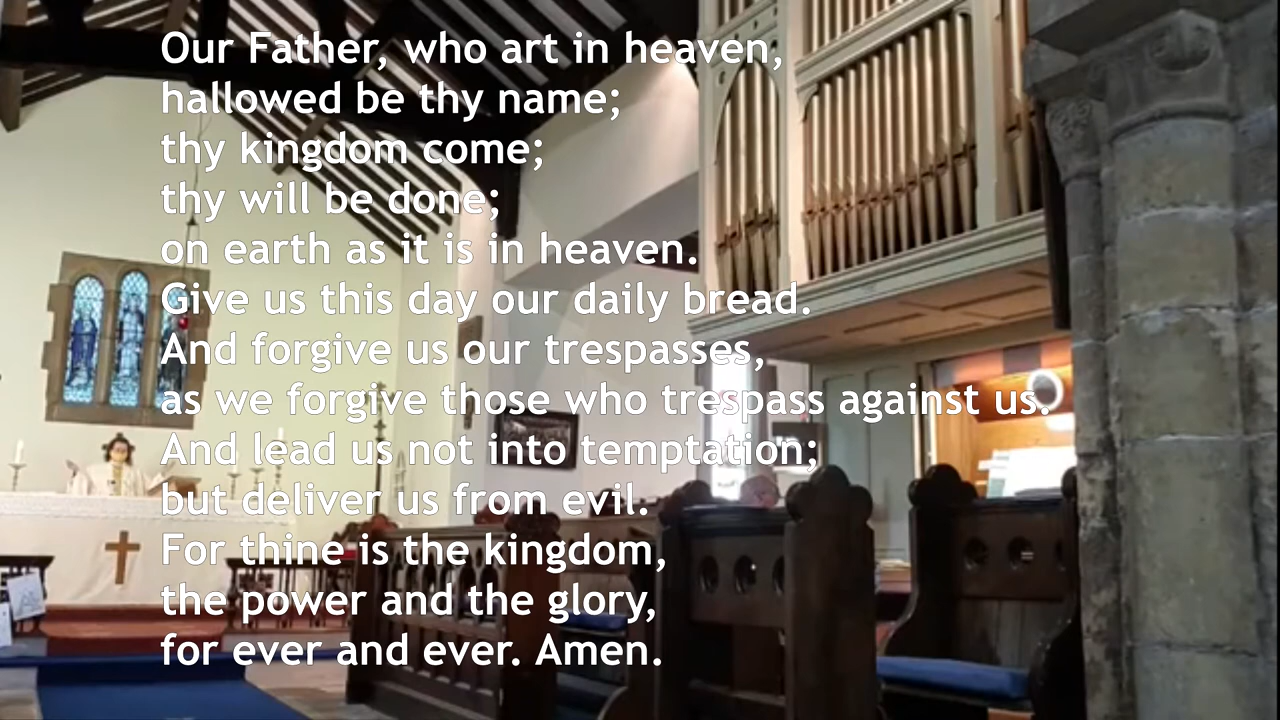 Our Father, who art in heaven,
hallowed be thy name;
thy kingdom come;
thy will be done;
on earth as it is in heaven.
Give us this day our daily bread.
And forgive us our trespasses,
as we forgive those who trespass against us.
And lead us not into temptation;
but deliver us from evil.
For thine is the kingdom,
the power and the glory,
for ever and ever. Amen.